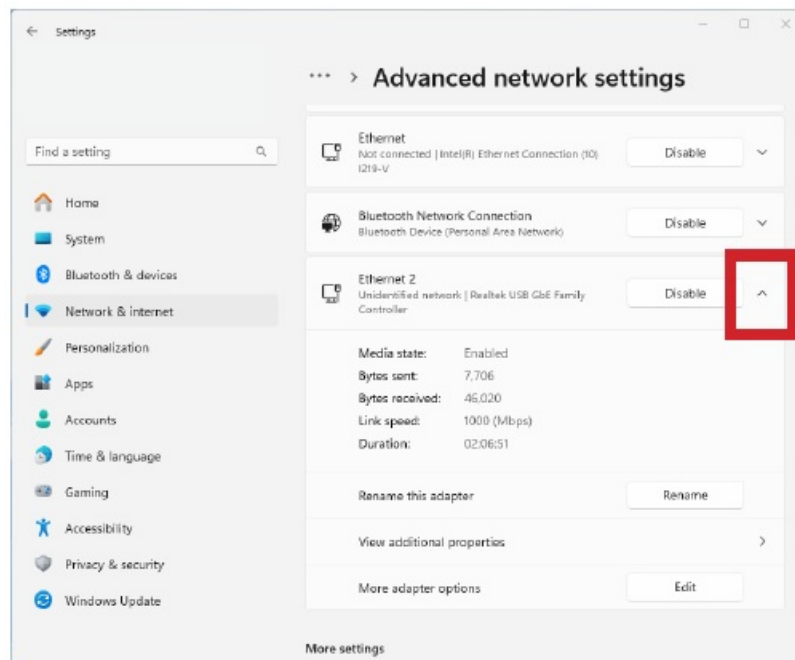 Settings
Advanced network settings
Find a setting
Home
System
Bluetooth & devices
Network & internet
Personalization
Apps
Accounts
Time & language
Gaming
Accessibility
Privacy & security
Windows Update
Ethernet
Not connected | Intel(R) Ethernet Connection (10)
I219-V
Disable
Bluetooth Network Connection
Bluetooth Device (Personal Area Network)
Disable
Ethernet 2
Unidentified network | Realtek USB GbE Family
Controller
Disable
Media state: Enabled
Bytes sent: 7,706
Bytes received: 46,020
Link speed: 1000 (Mbps)
Duration: 02:06:51
Rename this adapter Rename
View additional properties
More adapter options Edit
More settings